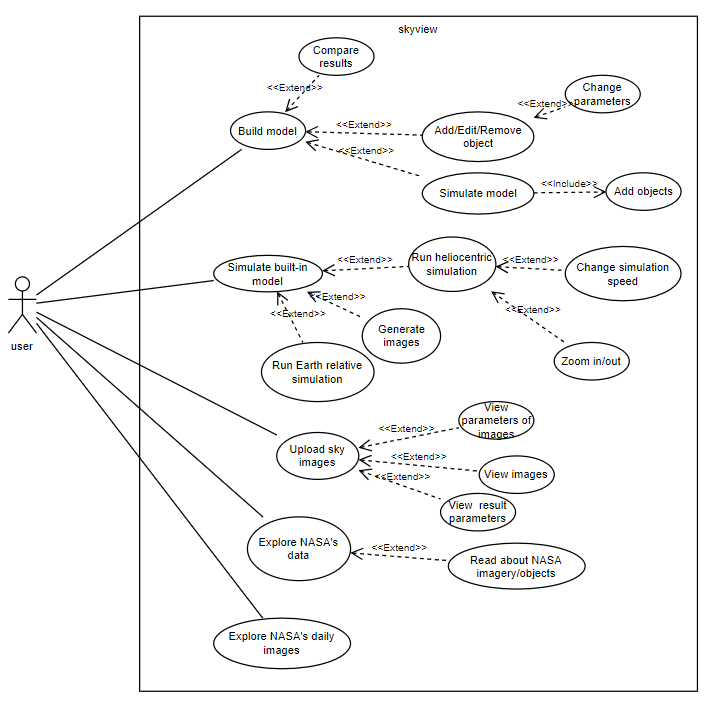 skyview
Compare
results
<<Extend>>
Change
parameters
<<Extend>>
Build model
<<Extend>>
Add/Edit/Remove
object
<<Extend>>
Simulate model
<<Include>>
Add objects
Simulate built-in
model
<<Extend>>
Run heliocentric
simulation
<<Extend>>
Change simulation
speed
<<Extend>>
<<Extend>>
<<Extend>>
Generate
images
user
Run Earth relative
simulation
Zoom in/out
View
parameters of
images
<<Extend>>
Upload sky
images
<<Extend>>
View images
<<Extend>>
View result
parameters
Explore NASA's
data
<<Extend>>
Read about NASA
imagery/objects
Explore NASA's daily
images